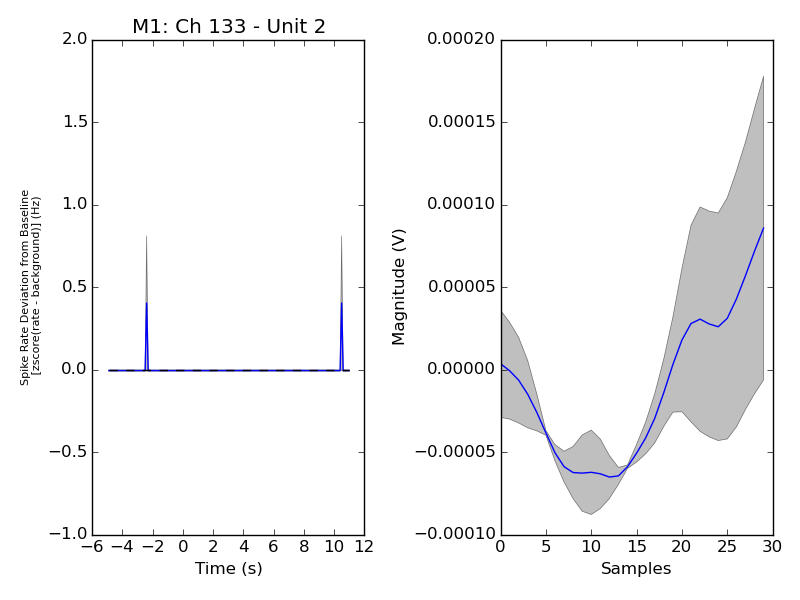 M1: Ch 133 - Unit 2
2.0
1.5
1.0
0.5
0.0
−0.5
−1.0
−6 −4 −2 0 2 4 6 8 10 12
Time (s)
Spike Rate Deviation from Baseline
[zscore(rate - background)] (Hz)
0.00020
0.00015
0.00010
0.00005
0.00000
−0.00005
−0.00010
0 5 10 15 20 25 30
Samples
Magnitude (V)